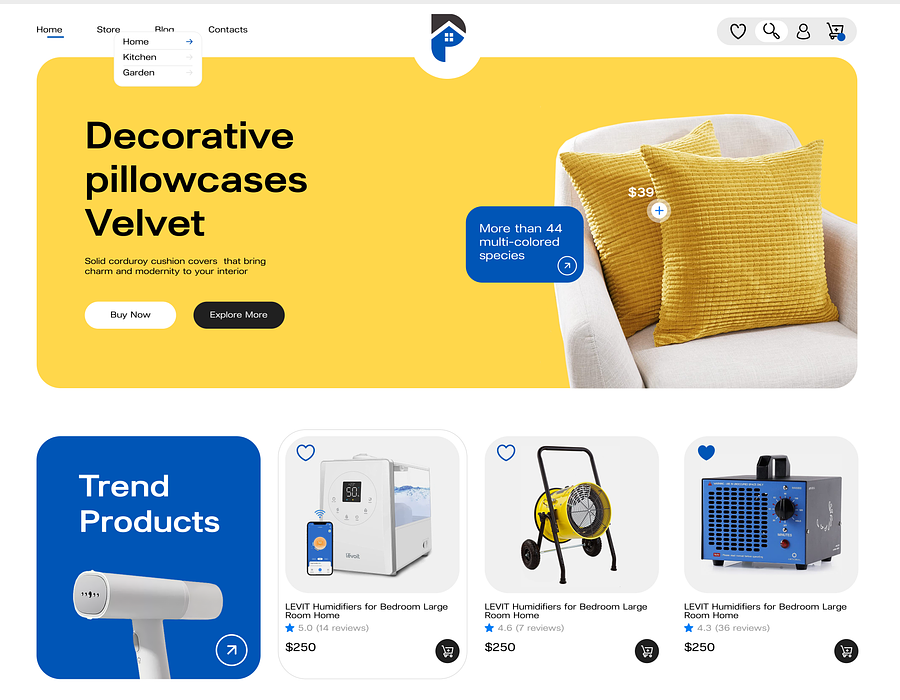 Home Store Blog Contacts
Home
Kitchen
Garden
Decorative
pillowcases
Velvet
Solid corduroy cushion covers that bring
charm and modernity to your interior
Buy Now Explore More
$39
More than 44
multi-colored
species
Trend
Products
50
levoit
LEVIT Humidifiers for Bedroom Large
Room Home
5.0 (14 reviews)
$250
LEVIT Humidifiers for Bedroom Large
Room Home
4.6 (7 reviews)
$250
MINUTES
LEVIT Humidifiers for Bedroom Large
Room Home
4.3 (36 reviews)
$250